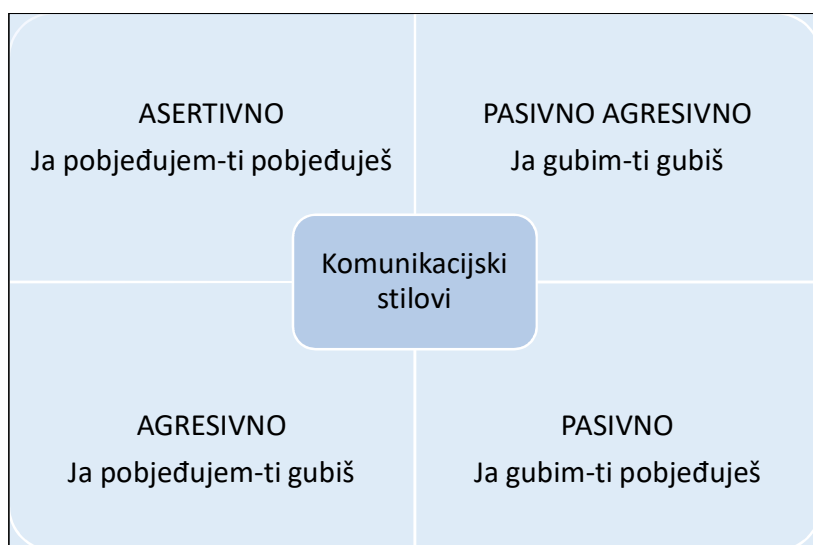 ASERTIVNO
Ja pobjeđujem-ti pobjeđuješ
PASIVNO AGRESIVNO
Ja gubim-ti gubiš
Komunikacijski
stilovi
AGRESIVNO
Ja pobjeđujem-ti gubiš
PASIVNO
Ja gubim-ti pobjeđuješ